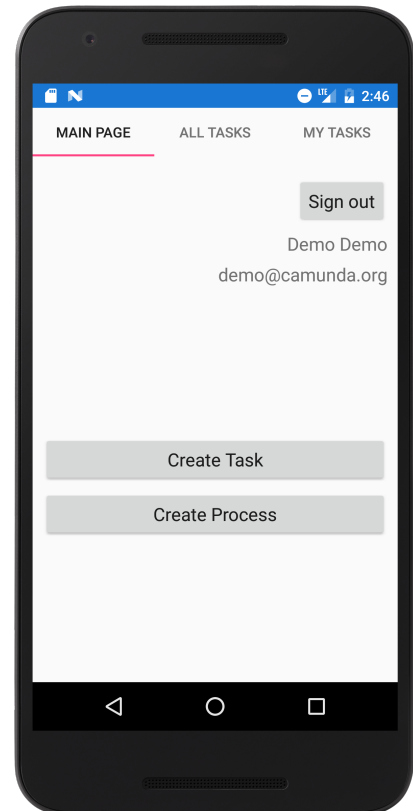 LTE 2:46
MAIN PAGE ALL TASKS MY TASKS
Sign out
Demo Demo
demo@camunda.org
Create Task
Create Process